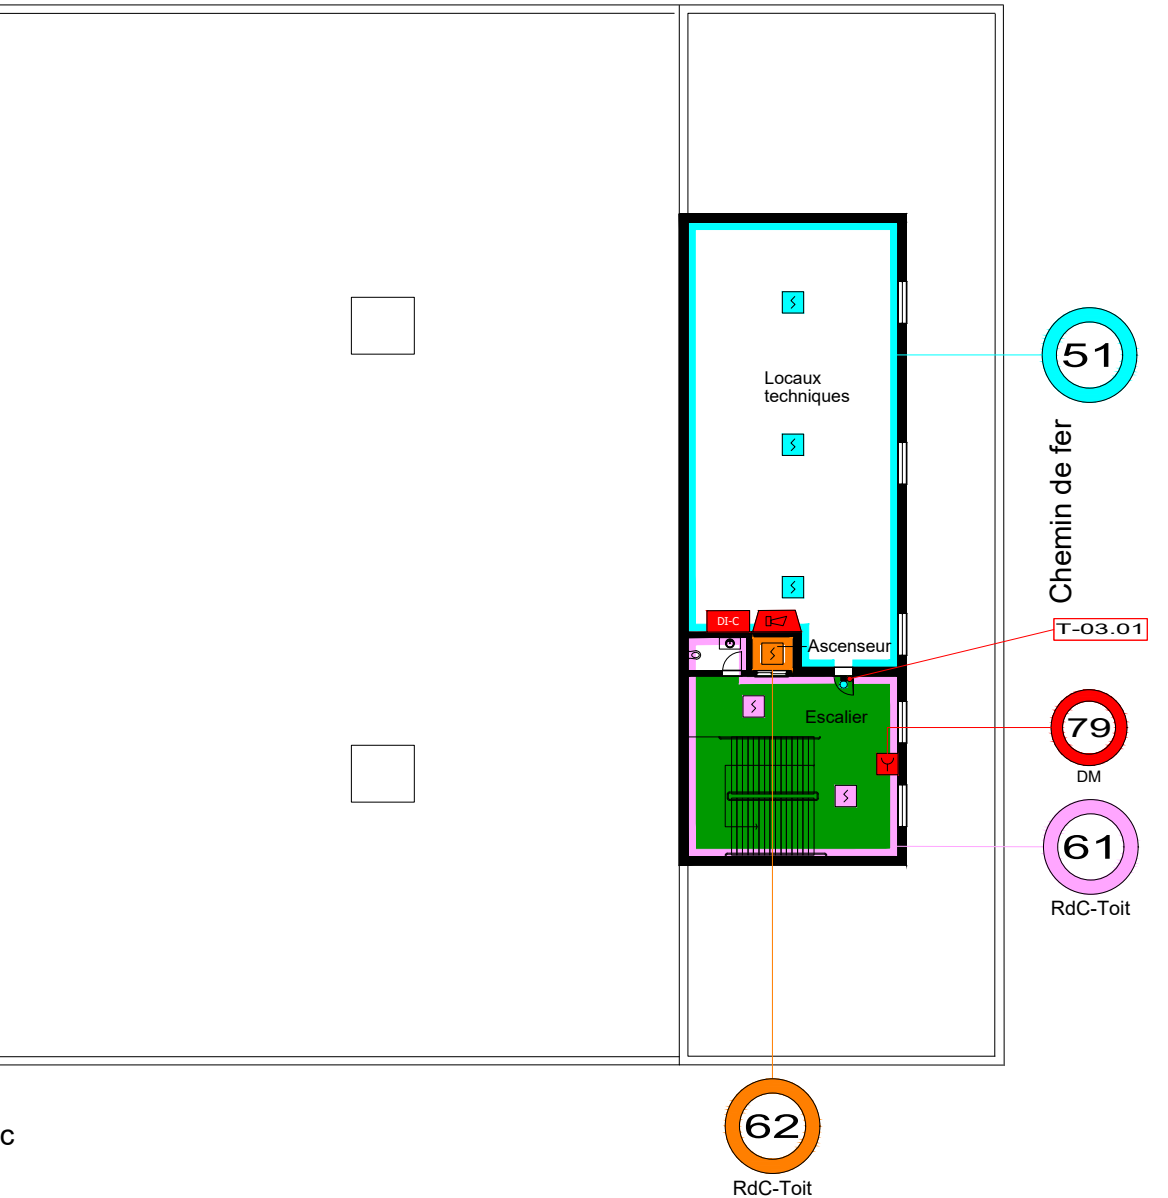 51
Locaux
techniques
Chemin de fer
DI-C
T-03.01
Ascenseur
Escalier
79
DM
61
RdC-Toit
62
RdC-Toit
c